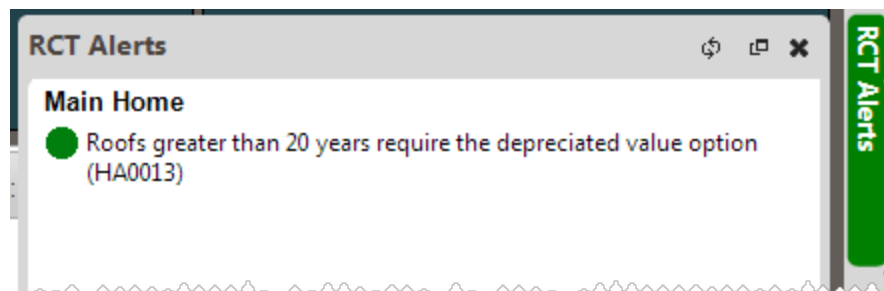 RCT Alerts
Main Home
Roofs greater than 20 years require the depreciated value option
(HA0013)
RCT Alerts